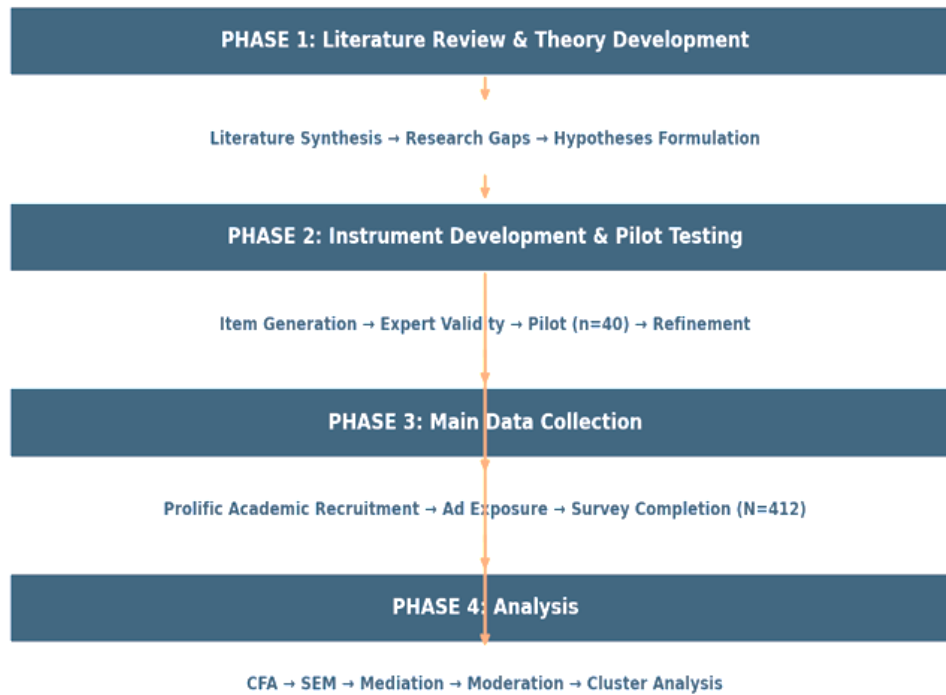 PHASE 1: Literature Review & Theory Development
Literature Synthesis → Research Gaps → Hypotheses Formulation
PHASE 2: Instrument Development & Pilot Testing
Item Generation → Expert Validity → Pilot (n=40) → Refinement
PHASE 3: Main Data Collection
Prolific Academic Recruitment → Ad Exposure → Survey Completion (N=412)
PHASE 4: Analysis
CFA → SEM → Mediation → Moderation → Cluster Analysis